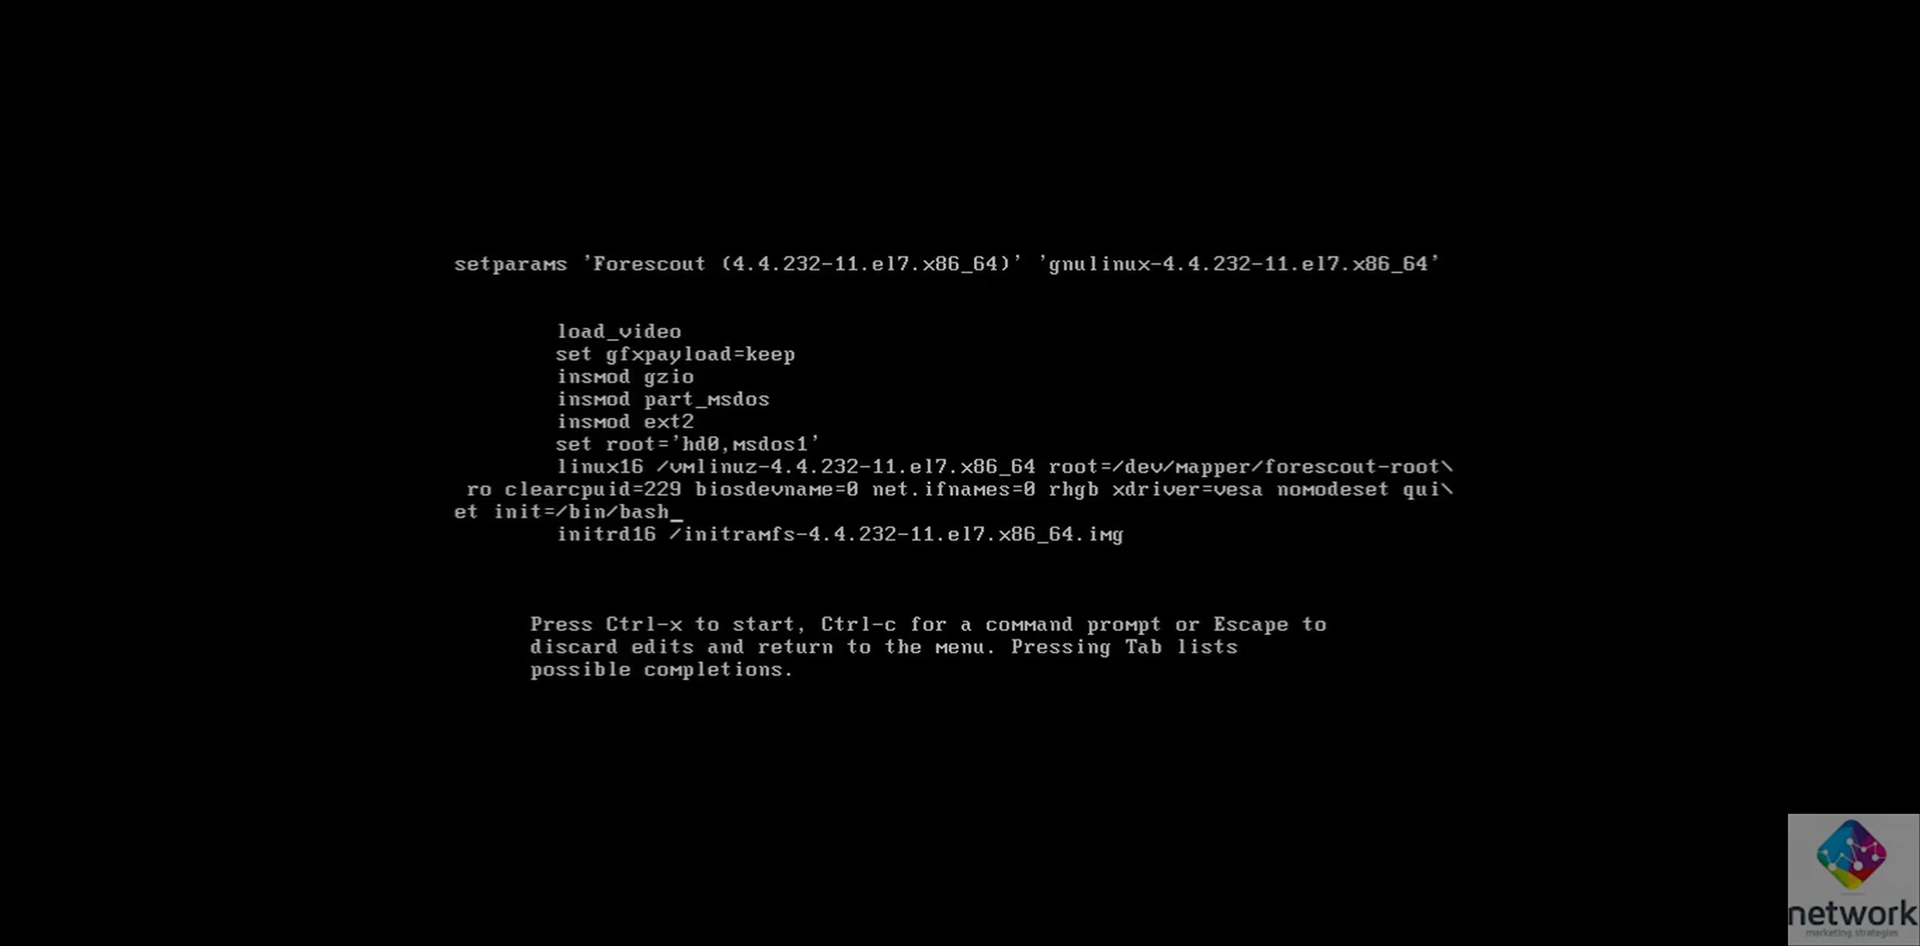 setparams 'Forescout (4.4.232-11.el7.x86_64)' 'gnulinux-4.4.232-11.el7.x86_64'
load_video
set gfxpayload=keep
insmod gzio
insmod part_msdos
insmod ext2
set root='hd0,msdos1'
linux16 /vmlinuz-4.4.232-11.el7.x86_64 root=/dev/mapper/forescout-root\
ro clearcpuid=229 biosdevname=0 net.ifnames=0 rhgb xdriver=vesa nomodeset qui\
et init=/bin/bash_
initrd16 /initramfs-4.4.232-11.el7.x86_64.img
Press Ctrl-x to start, Ctrl-c for a command prompt or Escape to
discard edits and return to the menu. Pressing Tab lists
possible completions.
network
marketing strategies